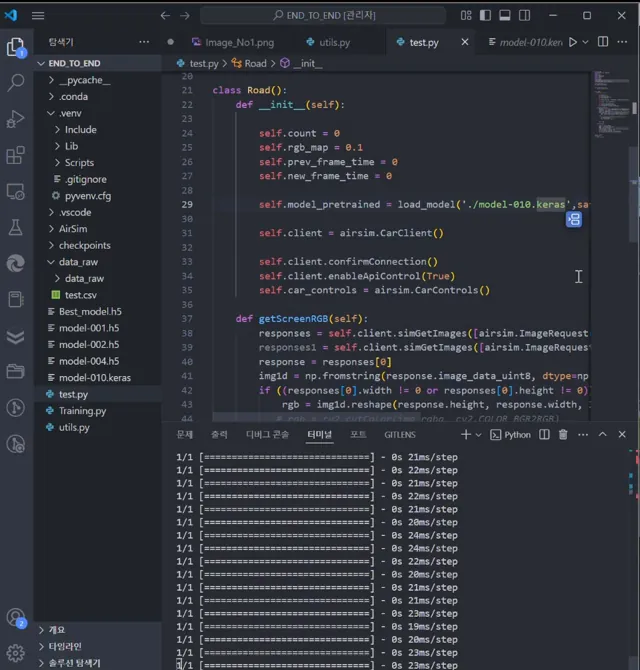 END_TO_END [관리자]
탐색기
Image_No1.png
utils.py
test.py
model-010.kera
test.py > Road > __init__
END_TO_END
__pycache__
.conda
.venv
Include
Lib
Scripts
.gitignore
pyvenv.cfg
.vscode
AirSim
checkpoints
data_raw
data_raw
test.csv
Best_model.h5
model-001.h5
model-002.h5
model-004.h5
model-010.keras
test.py
Training.py
utils.py
개요
타임라인
솔루션 탐색기
1
2
20
21 class Road():
22 def __init__(self):
23
24 self.count = 0
25 self.rgb_map = 0.1
26 self.prev_frame_time = 0
27 self.new_frame_time = 0
28
29 self.model_pretrained = load_model('./model-010.keras',sa
30
31 self.client = airsim.CarClient()
32
33 self.client.confirmConnection()
34 self.client.enableApiControl(True)
35 self.car_controls = airsim.CarControls()
36
37 def getScreenRGB(self):
38 responses = self.client.simGetImages([airsim.ImageRequest
39 responses1 = self.client.simGetImages([airsim.ImageReques
40 response = responses[0]
41 img1d = np.fromstring(response.image_data_uint8, dtype=np
42 if ((responses[0].width != 0 or responses[0].height != 0)
43 rgb = img1d.reshape(response.height, response.width,
44
문제 출력 디버그 콘솔 터미널 포트 GITLENS
Python
1/1 [==============================] - 0s 21ms/step
1/1 [==============================] - 0s 22ms/step
1/1 [==============================] - 0s 21ms/step
1/1 [==============================] - 0s 22ms/step
1/1 [==============================] - 0s 21ms/step
1/1 [==============================] - 0s 20ms/step
1/1 [==============================] - 0s 24ms/step
1/1 [==============================] - 0s 24ms/step
1/1 [==============================] - 0s 22ms/step
1/1 [==============================] - 0s 20ms/step
1/1 [==============================] - 0s 21ms/step
1/1 [==============================] - 0s 21ms/step
1/1 [==============================] - 0s 23ms/step
1/1 [==============================] - 0s 19ms/step
1/1 [==============================] - 0s 20ms/step
1/1 [==============================] - 0s 23ms/step
1/1 [==============================] - 0s 23ms/step